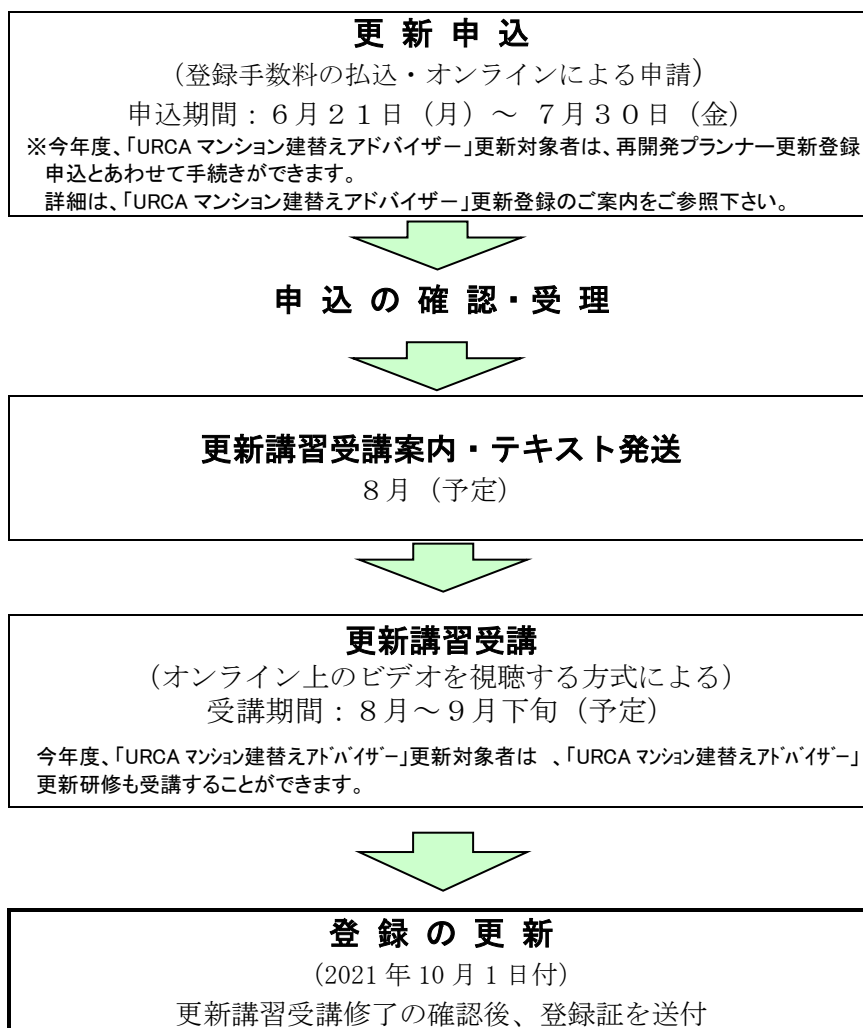 更 新 申 込
（登録手数料の払込・オンラインによる申請）
申込期間：６月２１日（月）～ ７月３０日（金）
※今年度、「URCA マンション建替えアドバイザー」更新対象者は、再開発プランナー更新登録
申込とあわせて手続きができます。
詳細は、「URCA マンション建替えアドバイザー」更新登録のご案内をご参照下さい。
申 込 の 確 認・受 理
更新講習受講案内・テキスト発送
８月（予定）
更新講習受講
（オンライン上のビデオを視聴する方式による）
受講期間：８月～９月下旬（予定）
今年度、「URCA ﾏﾝｼｮﾝ建替えｱﾄﾞﾊﾞｲｻﾞｰ」更新対象者は 、「URCA ﾏﾝｼｮﾝ建替えｱﾄﾞﾊﾞｲｻﾞｰ」
更新研修も受講することができます。
登 録 の 更 新
（2021 年 10 月 1 日付）
更新講習受講修了の確認後、登録証を送付